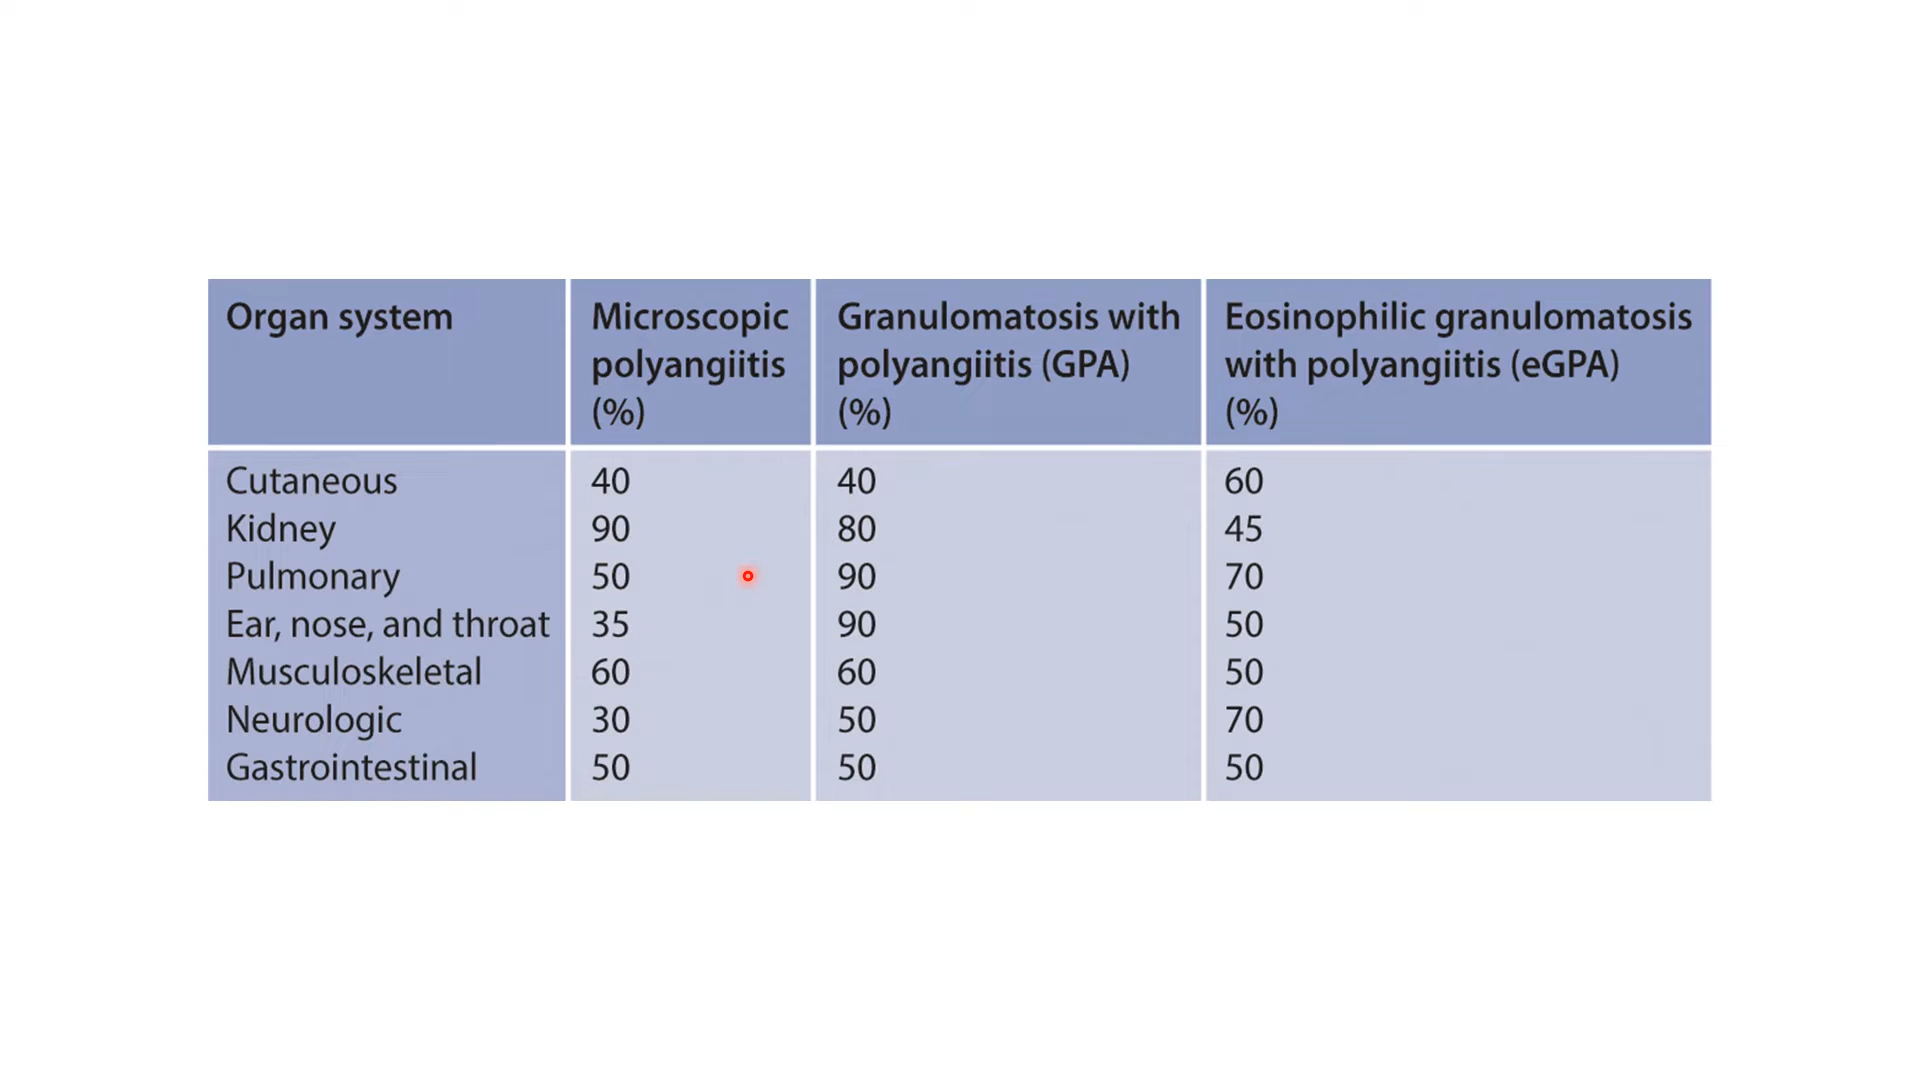 Organ system
Microscopic
polyangiitis
(%)
Granulomatosis with
polyangiitis (GPA)
(%)
Eosinophilic granulomatosis
with polyangiitis (eGPA)
(%)
Cutaneous 40 40 60
Kidney 90 80 45
Pulmonary 50 90 70
Ear, nose, and throat 35 90 50
Musculoskeletal 60 60 50
Neurologic 30 50 70
Gastrointestinal 50 50 50